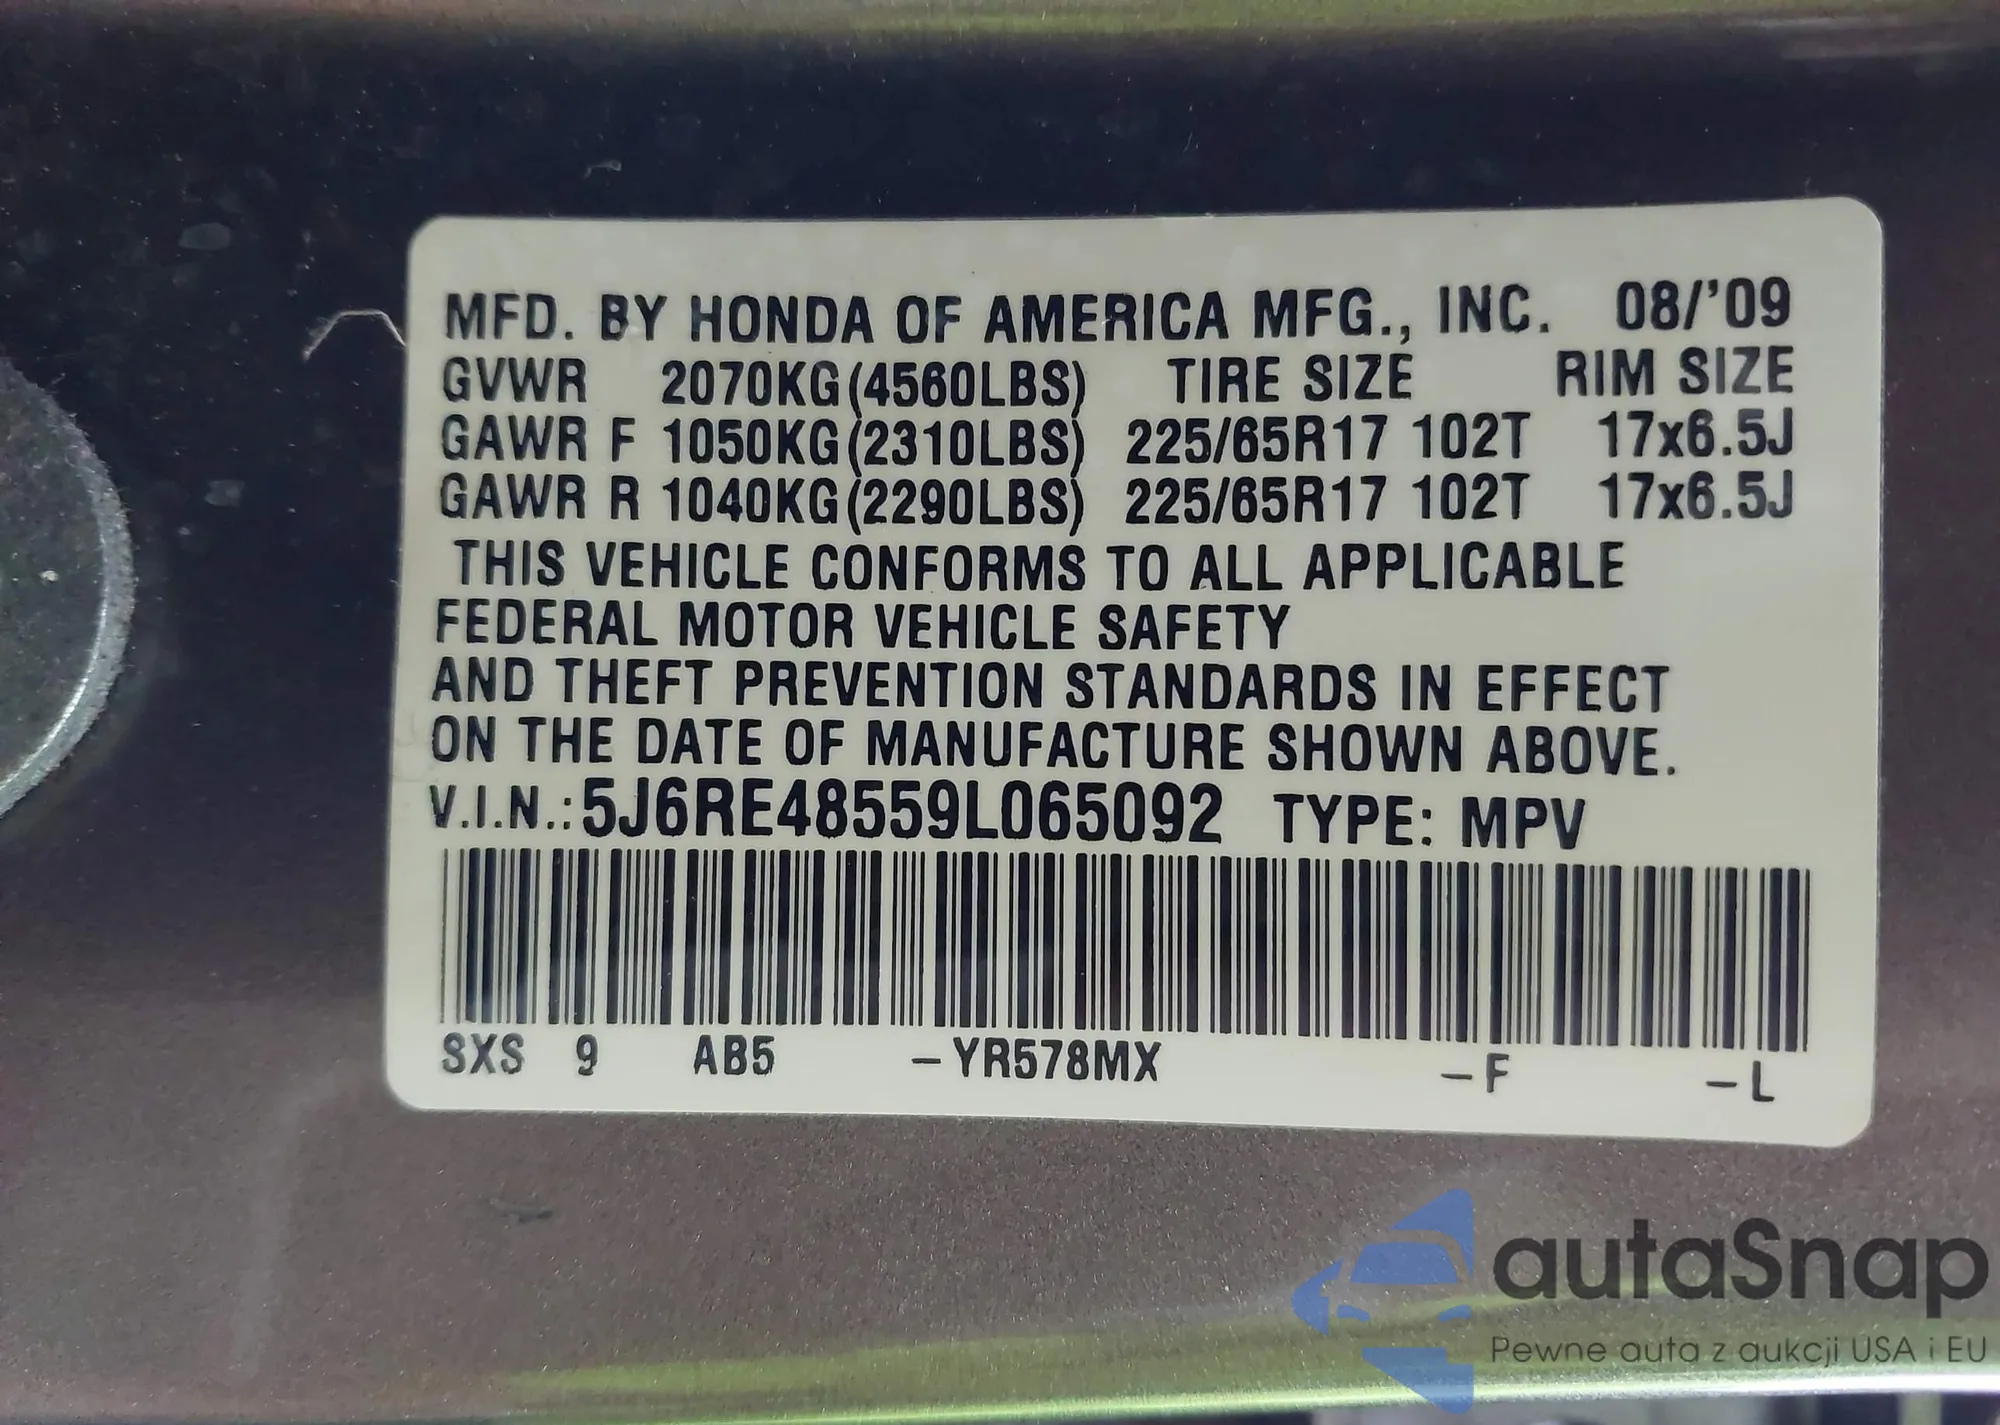 MFD. BY HONDA OF AMERICA MFG., INC. 08/'09
GVWR 2070KG(4560LBS) TIRE SIZE RIM SIZE
GAWR F 1050KG(2310LBS) 225/65R17 102T 17x6.5J
GAWR R 1040KG(2290LBS) 225/65R17 102T 17x6.5J
THIS VEHICLE CONFORMS TO ALL APPLICABLE
FEDERAL MOTOR VEHICLE SAFETY
AND THEFT PREVENTION STANDARDS IN EFFECT
ON THE DATE OF MANUFACTURE SHOWN ABOVE.
V.I.N.:5J6RE48559L065092 TYPE: MPV
SXS 9 AB5 -YR578MX -F -L
autaSnap
Pewne auta z aukcji USA i EU